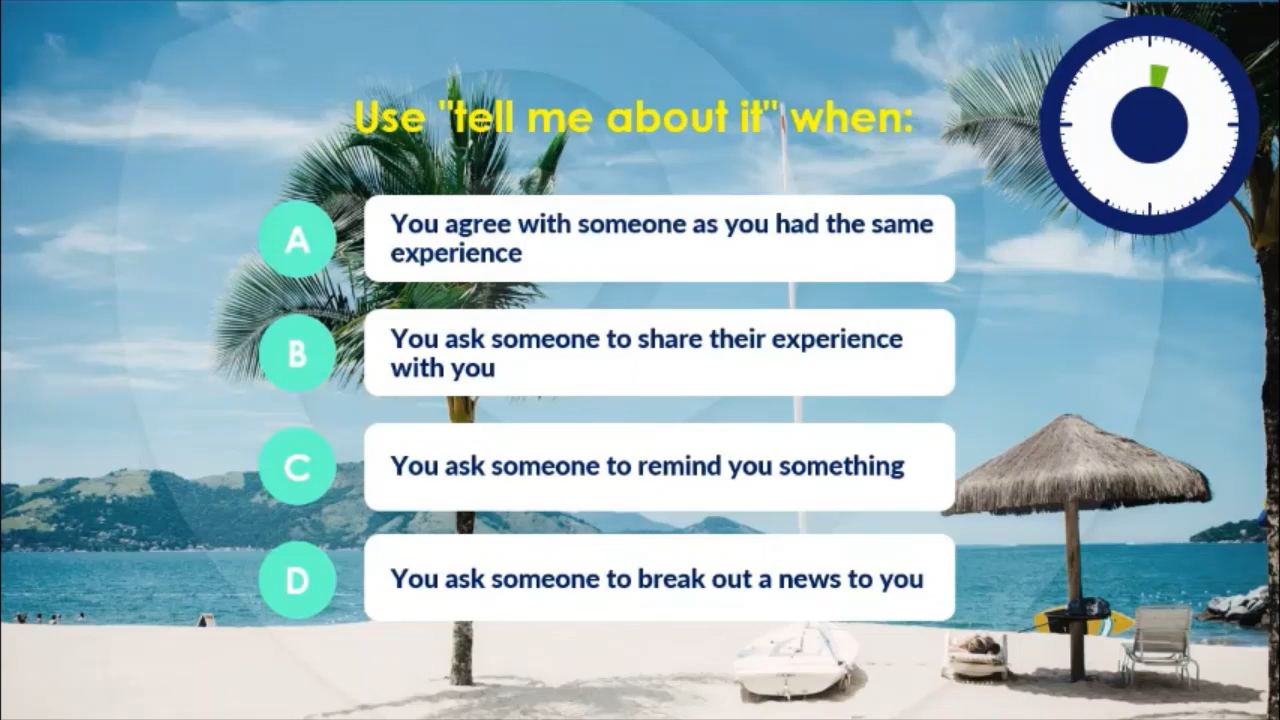 Use "tell me about it" when:
A
You agree with someone as you had the same
experience
B
You ask someone to share their experience
with you
C
You ask someone to remind you something
D
You ask someone to break out a news to you